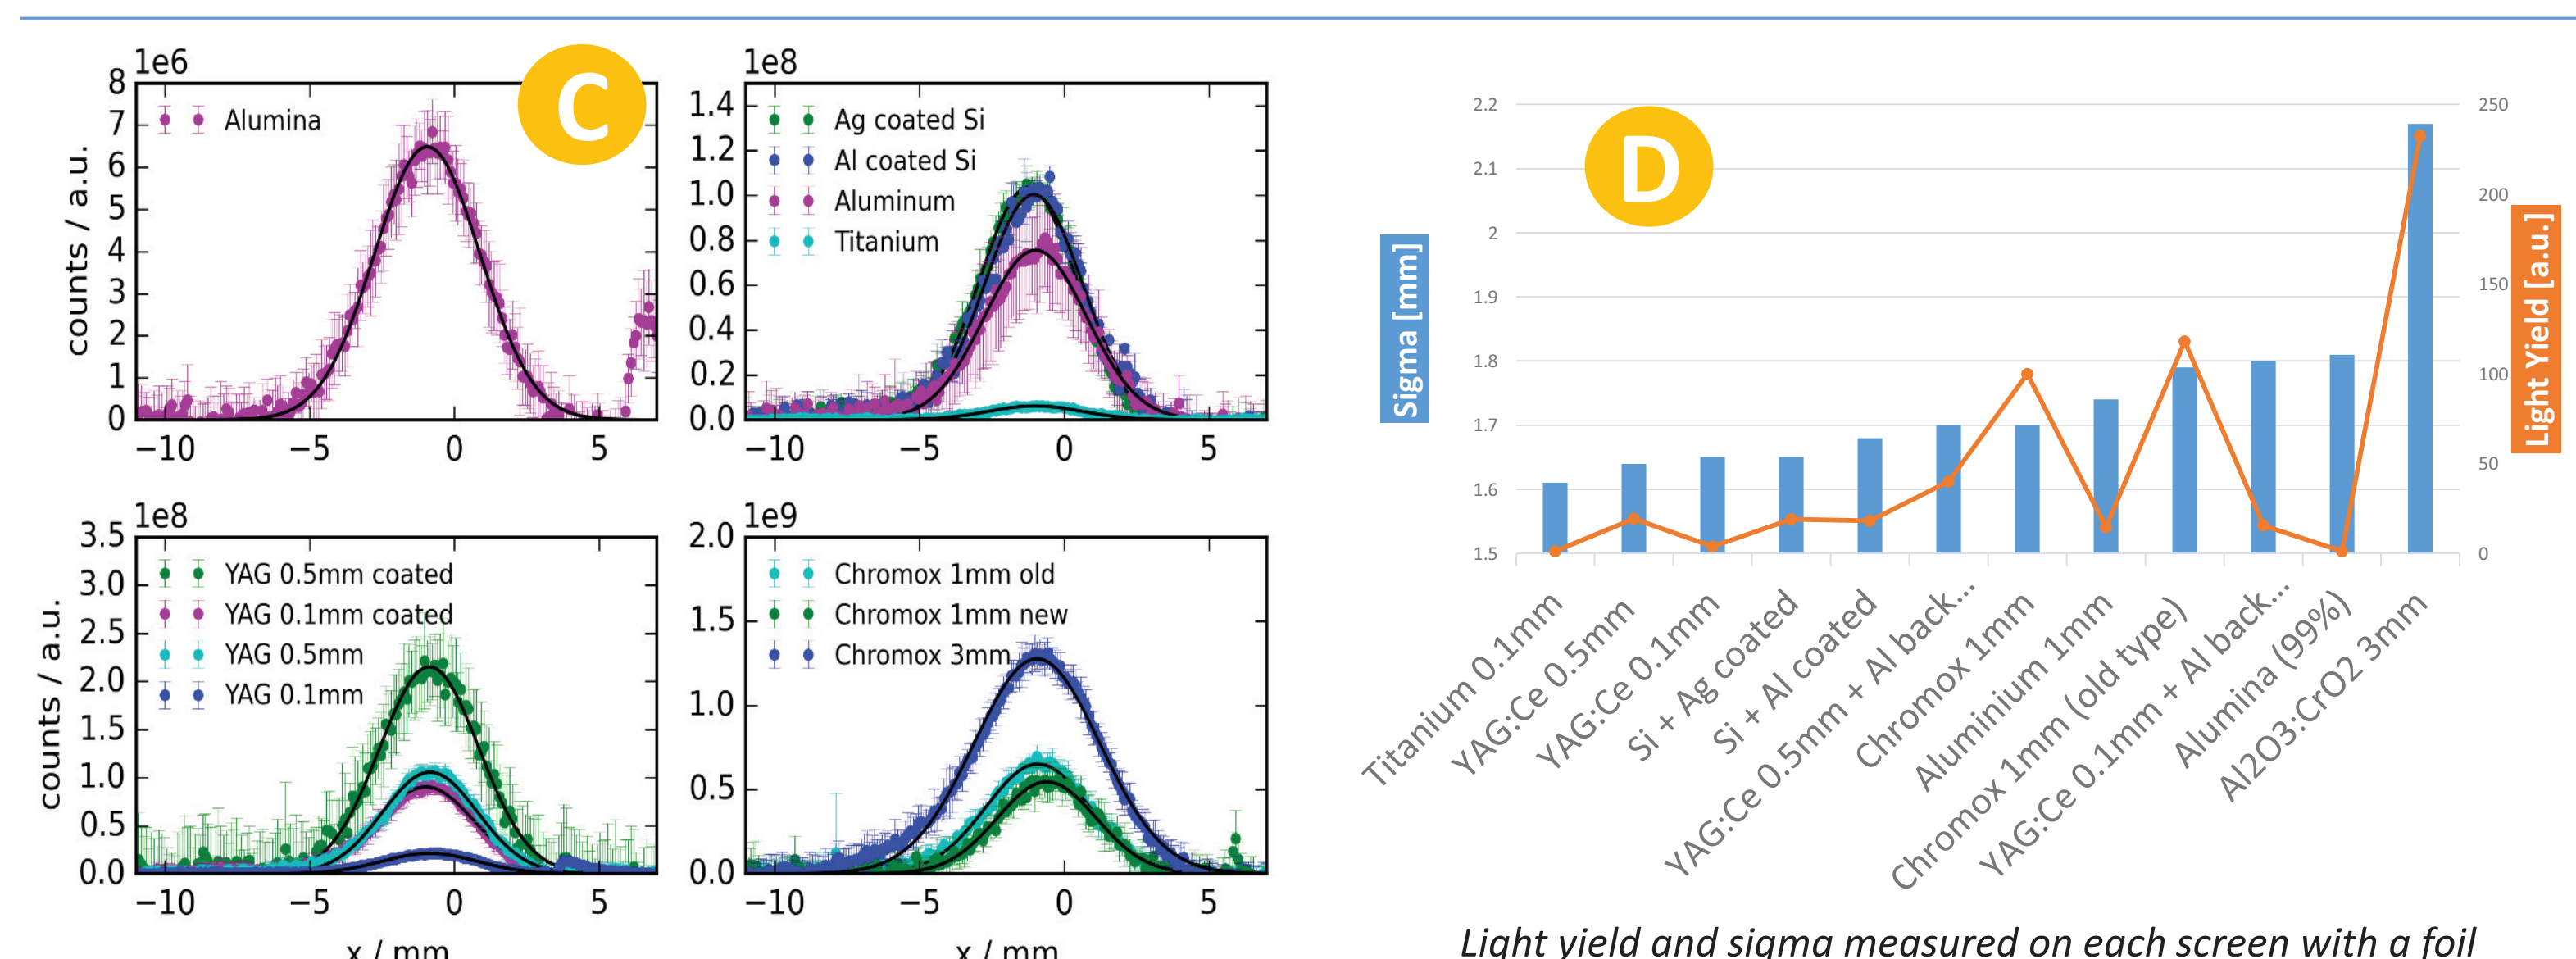 C
1e6
8
7
6
5
4
3
2
1
0
counts / a.u.
Alumina
−10
−5
0
5
1e8
1.4
1.2
1.0
0.8
0.6
0.4
0.2
0.0
Ag coated Si
Al coated Si
Aluminum
Titanium
−10
−5
0
5
1e8
3.5
3.0
2.5
2.0
1.5
1.0
0.5
0.0
counts / a.u.
YAG 0.5mm coated
YAG 0.1mm coated
YAG 0.5mm
YAG 0.1mm
−10
−5
0
5
x / mm
1e9
2.0
1.5
1.0
0.5
0.0
Chromox 1mm old
Chromox 1mm new
Chromox 3mm
−10
−5
0
5
x / mm
D
Sigma [mm]
2.2
2.1
2
1.9
1.8
1.7
1.6
1.5
250
200
150
100
50
0
Light Yield [a.u.]
Titanium 0.1mm
YAG:Ce 0.5mm
YAG:Ce 0.1mm
Si + Ag coated
Si + Al coated
YAG:Ce 0.5mm + Al back...
Chromox 1mm
Aluminium 1mm
Chromox 1mm (old type)
YAG:Ce 0.1mm + Al back...
Alumina (99%)
Al2O3:CrO2 3mm
Light yield and sigma measured on each screen with a foil